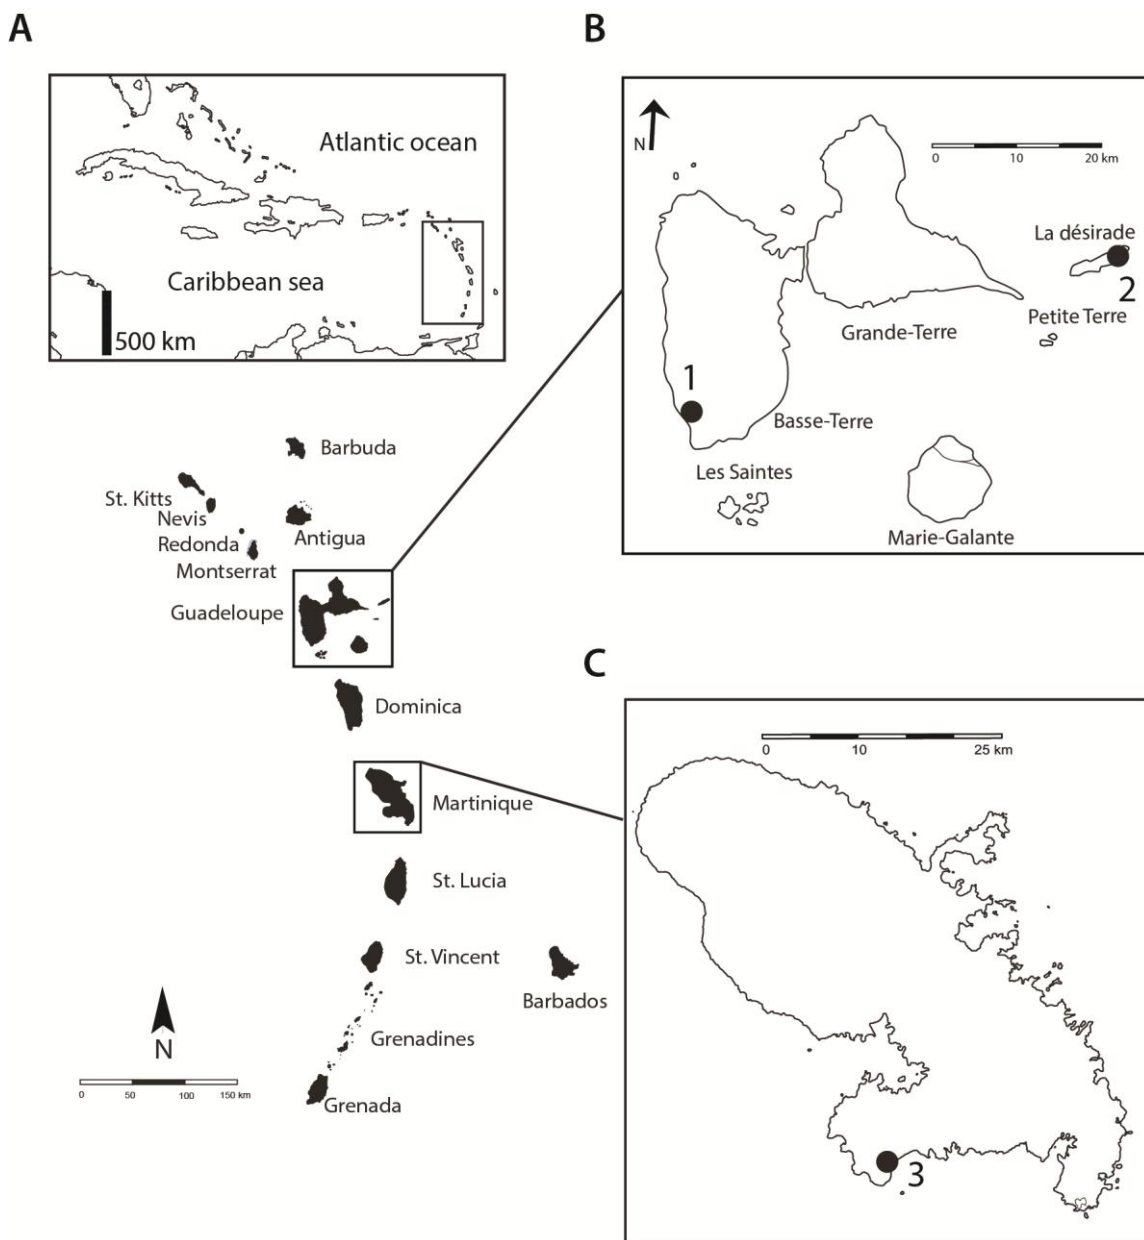 A
Atlantic ocean
Caribbean sea
500 km
Barbuda
St. Kitts
Nevis
Antigua
Redonda
Montserrat
Guadeloupe
Dominica
Martinique
St. Lucia
St. Vincent
Barbados
Grenadines
N
0 50 100 150 km
Grenada
B
N
0 10 20 km
La désirade
2
Petite Terre
Grande-Terre
1
Basse-Terre
Les Saintes
Marie-Galante
C
0 10 25 km
3